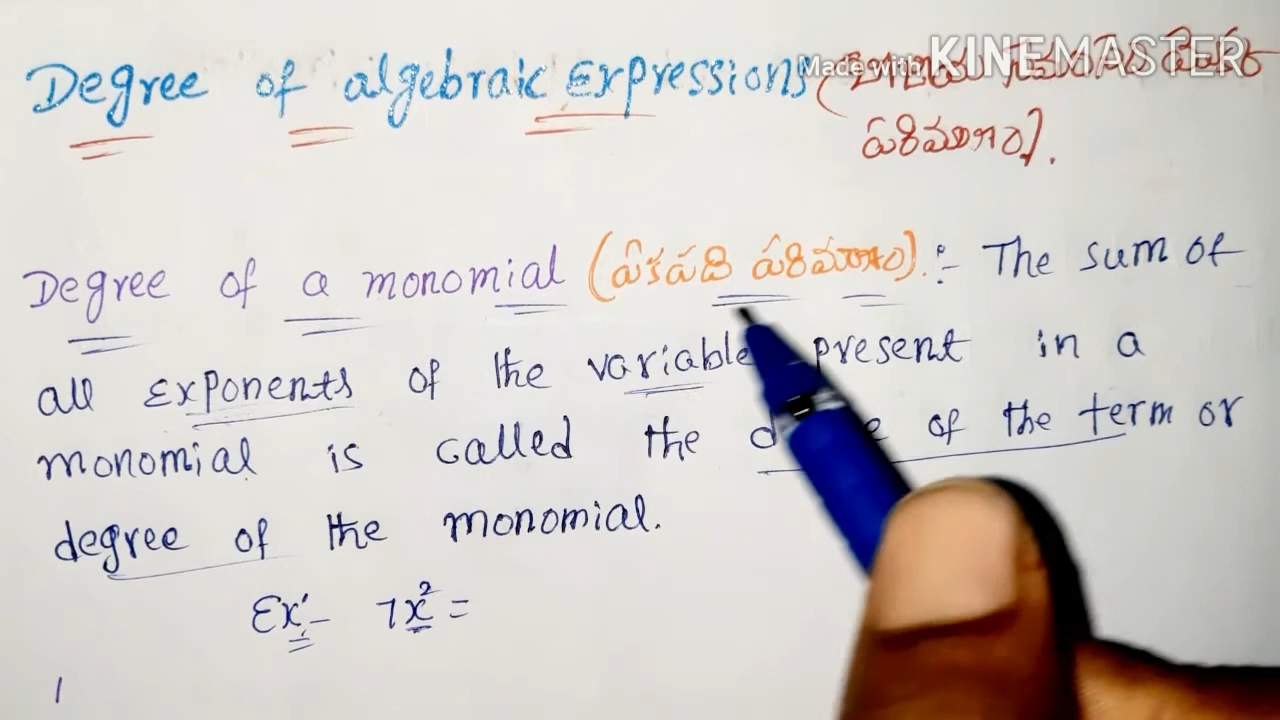 Degree of algebraic Expressions (
Made with KINEMASTER
పరిమాణం).
Degree of a monomial (ఏకపది పరిమాణం) :- The sum of
all exponents of the variable present in a
monomial is called the of the term or
degree of the monomial.
Ex:- 7x² =